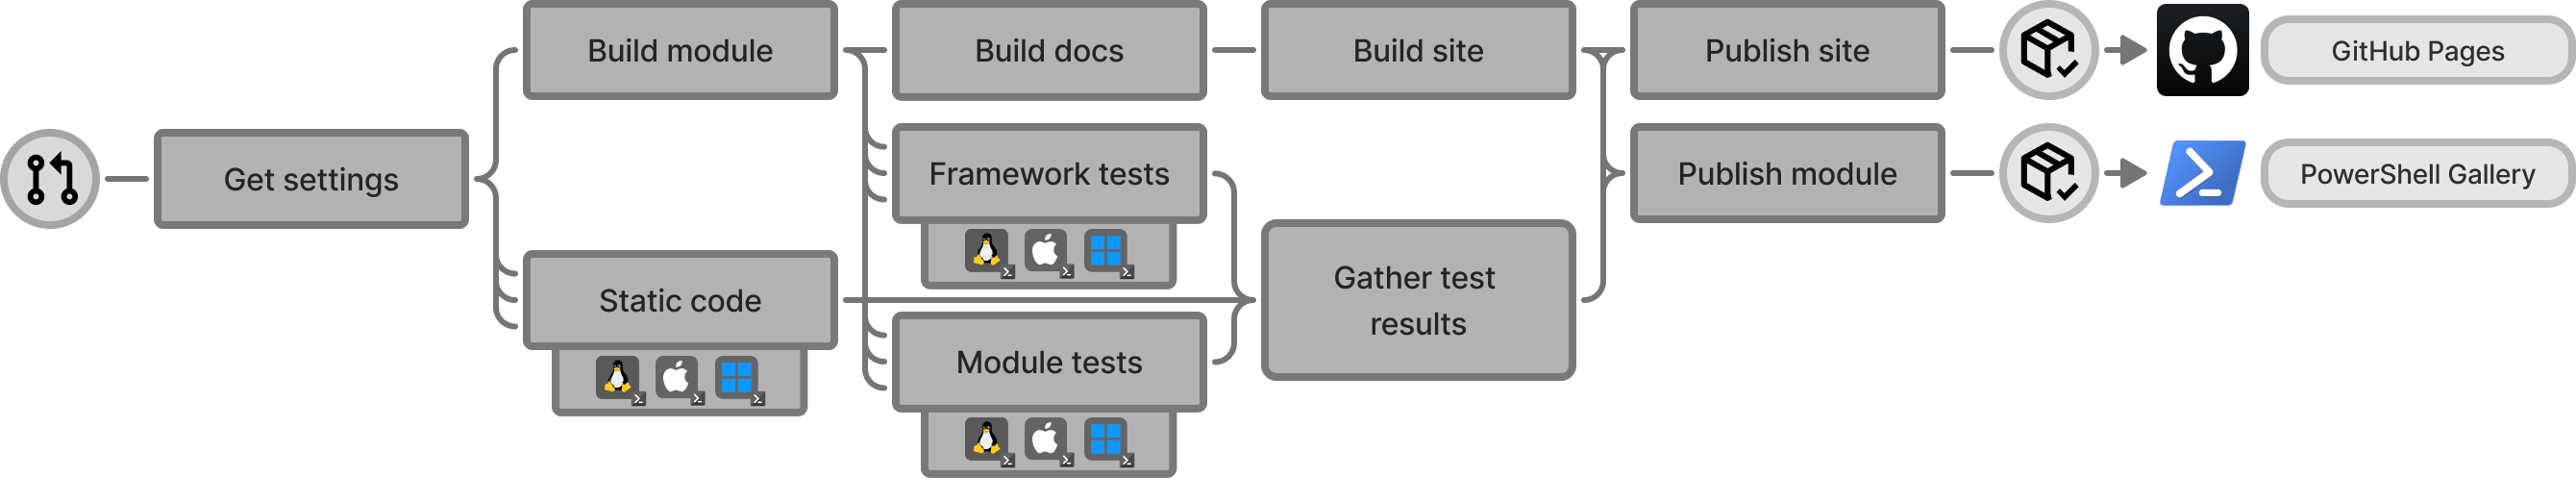 Build module
Build docs
Build site
Publish site
GitHub Pages
Get settings
Framework tests
Publish module
PowerShell Gallery
Static code
Gather test
results
Module tests